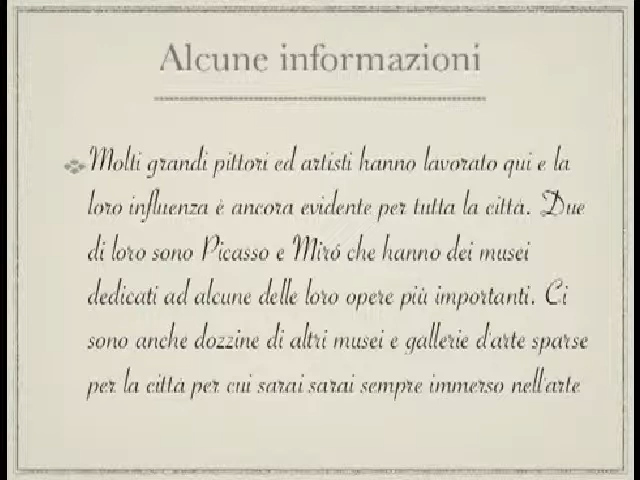 Alcune informazioni
Molti grandi pittori ed artisti hanno lavorato qui e la
loro influenza è ancora evidente per tutta la città. Due
di loro sono Picasso e Miró che hanno dei musei
dedicati ad alcune delle loro opere più importanti. Ci
sono anche dozzine di altri musei e gallerie d'arte sparse
per la città per cui sarai sarai sempre immerso nell'arte